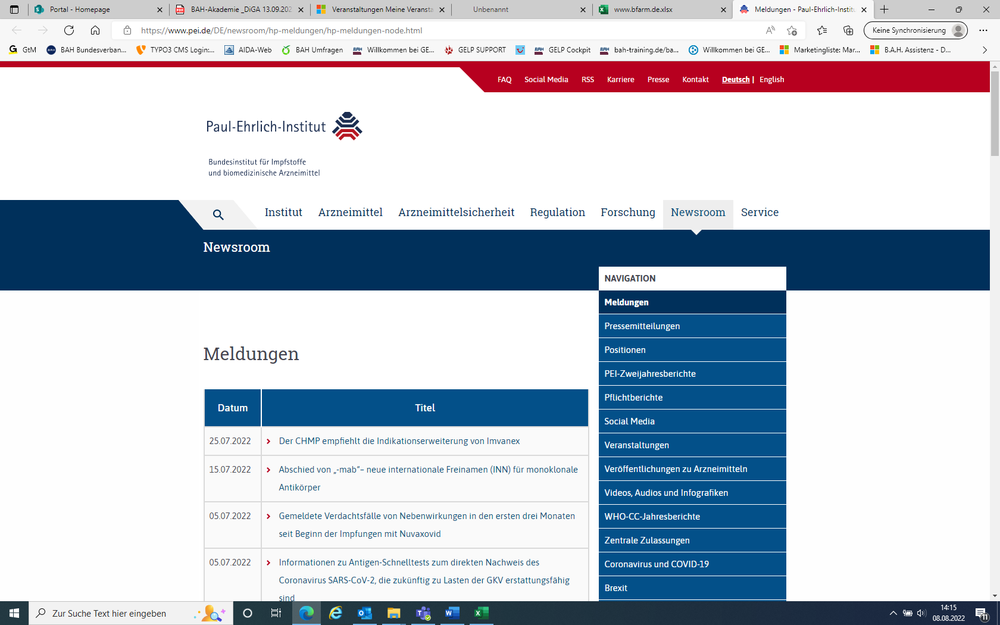 Portal - Homepage
BAH-Akademie _DiGA 13.09.202
Veranstaltungen Meine Veransta
Unbenannt
www.bfarm.de.xlsx
Meldungen - Paul-Ehrlich-Institu
https://www.pei.de/DE/newsroom/hp-meldungen/hp-meldungen-node.html
Keine Synchronisierung
GtM
BAH Bundesverban...
TYPO3 CMS Login:...
AIDA-Web
BAH Umfragen
Willkommen bei GE...
GELP SUPPORT
GELP Cockpit
bah-training.de/ba...
Willkommen bei GE...
Marketingliste: Mar...
B.A.H. Assistenz - D...
FAQ
Social Media
RSS
Karriere
Presse
Kontakt
Deutsch |
English
Paul-Ehrlich-Institut
Bundesinstitut für Impfstoffe
und biomedizinische Arzneimittel
Institut
Arzneimittel
Arzneimittelsicherheit
Regulation
Forschung
Newsroom
Service
Newsroom
NAVIGATION
Meldungen
Pressemitteilungen
Positionen
PEI-Zweijahresberichte
Pflichtberichte
Social Media
Veranstaltungen
Veröffentlichungen zu Arzneimitteln
Videos, Audios und Infografiken
WHO-CC-Jahresberichte
Zentrale Zulassungen
Coronavirus und COVID-19
Brexit
Meldungen
Datum
Titel
25.07.2022
Der CHMP empfiehlt die Indikationserweiterung von Imvanex
15.07.2022
Abschied von „-mab“– neue internationale Freinamen (INN) für monoklonale
Antikörper
05.07.2022
Gemeldete Verdachtsfälle von Nebenwirkungen in den ersten drei Monaten
seit Beginn der Impfungen mit Nuvaxovid
05.07.2022
Informationen zu Antigen-Schnelltests zum direkten Nachweis des
Coronavirus SARS-CoV-2, die zukünftig zu Lasten der GKV erstattungsfähig
sind
Zur Suche Text hier eingeben
14:15
08.08.2022
11